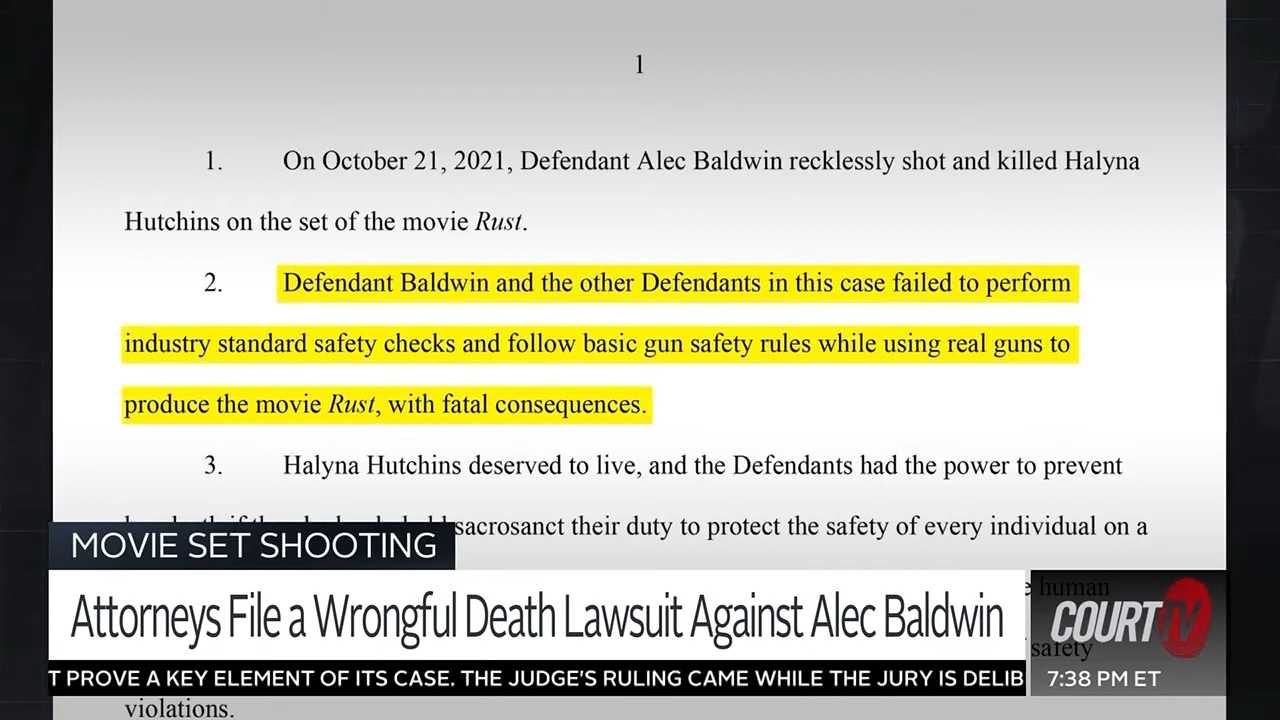 1
1. On October 21, 2021, Defendant Alec Baldwin recklessly shot and killed Halyna
Hutchins on the set of the movie Rust.
2. Defendant Baldwin and the other Defendants in this case failed to perform
industry standard safety checks and follow basic gun safety rules while using real guns to
produce the movie Rust, with fatal consequences.
3. Halyna Hutchins deserved to live, and the Defendants had the power to prevent
sacrosanct their duty to protect the safety of every individual on a
human
safety
violations.
MOVIE SET SHOOTING
Attorneys File a Wrongful Death Lawsuit Against Alec Baldwin
T PROVE A KEY ELEMENT OF ITS CASE. THE JUDGE'S RULING CAME WHILE THE JURY IS DELIB
COURT TV
7:38 PM ET